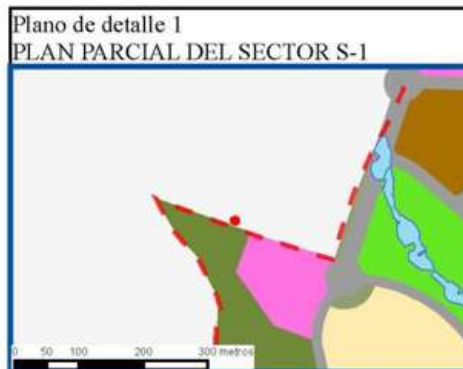 Plano de detalle 1
PLAN PARCIAL DEL SECTOR S-1
0 50 100 200 300 metros